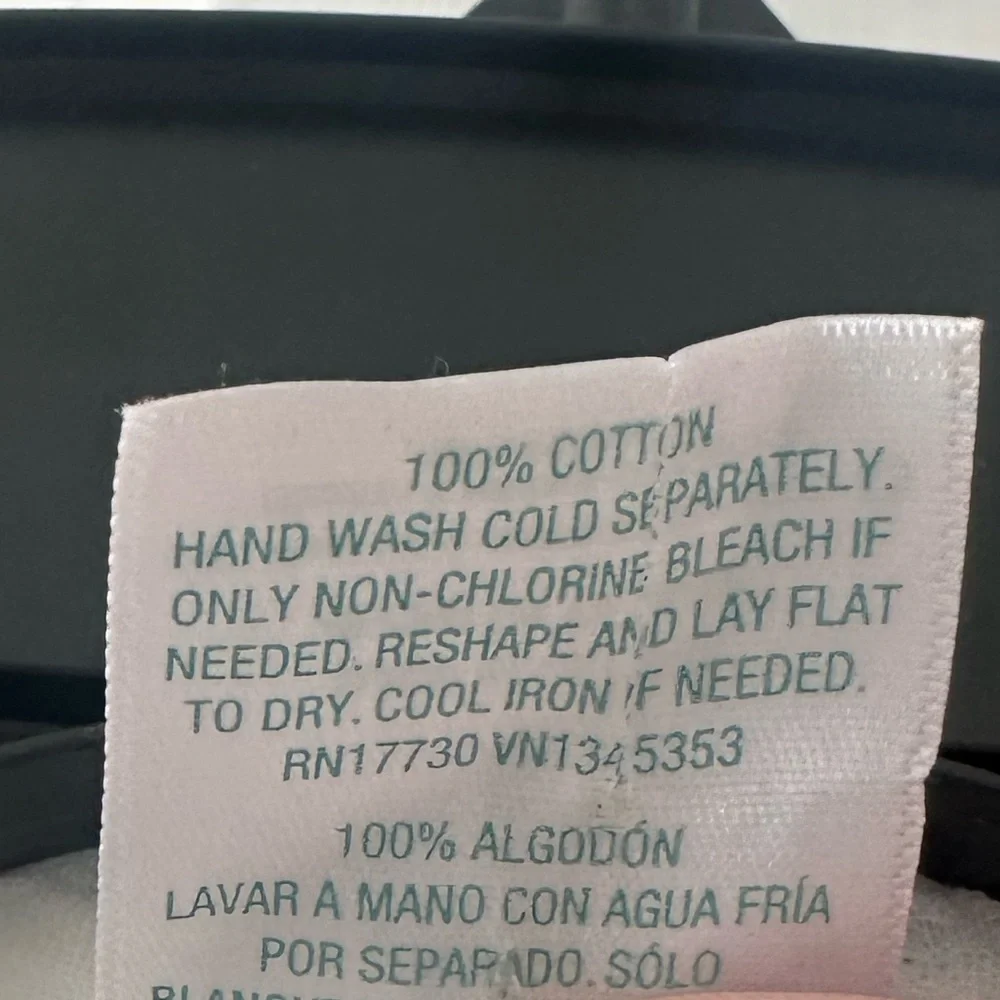 100% COTTON
HAND WASH COLD SEPARATELY.
ONLY NON-CHLORINE BLEACH IF
NEEDED. RESHAPE AND LAY FLAT
TO DRY. COOL IRON IF NEEDED.
RN17730 VN1345353
100% ALGODÓN
LAVAR A MANO CON AGUA FRÍA
POR SEPARADO. SÓLO